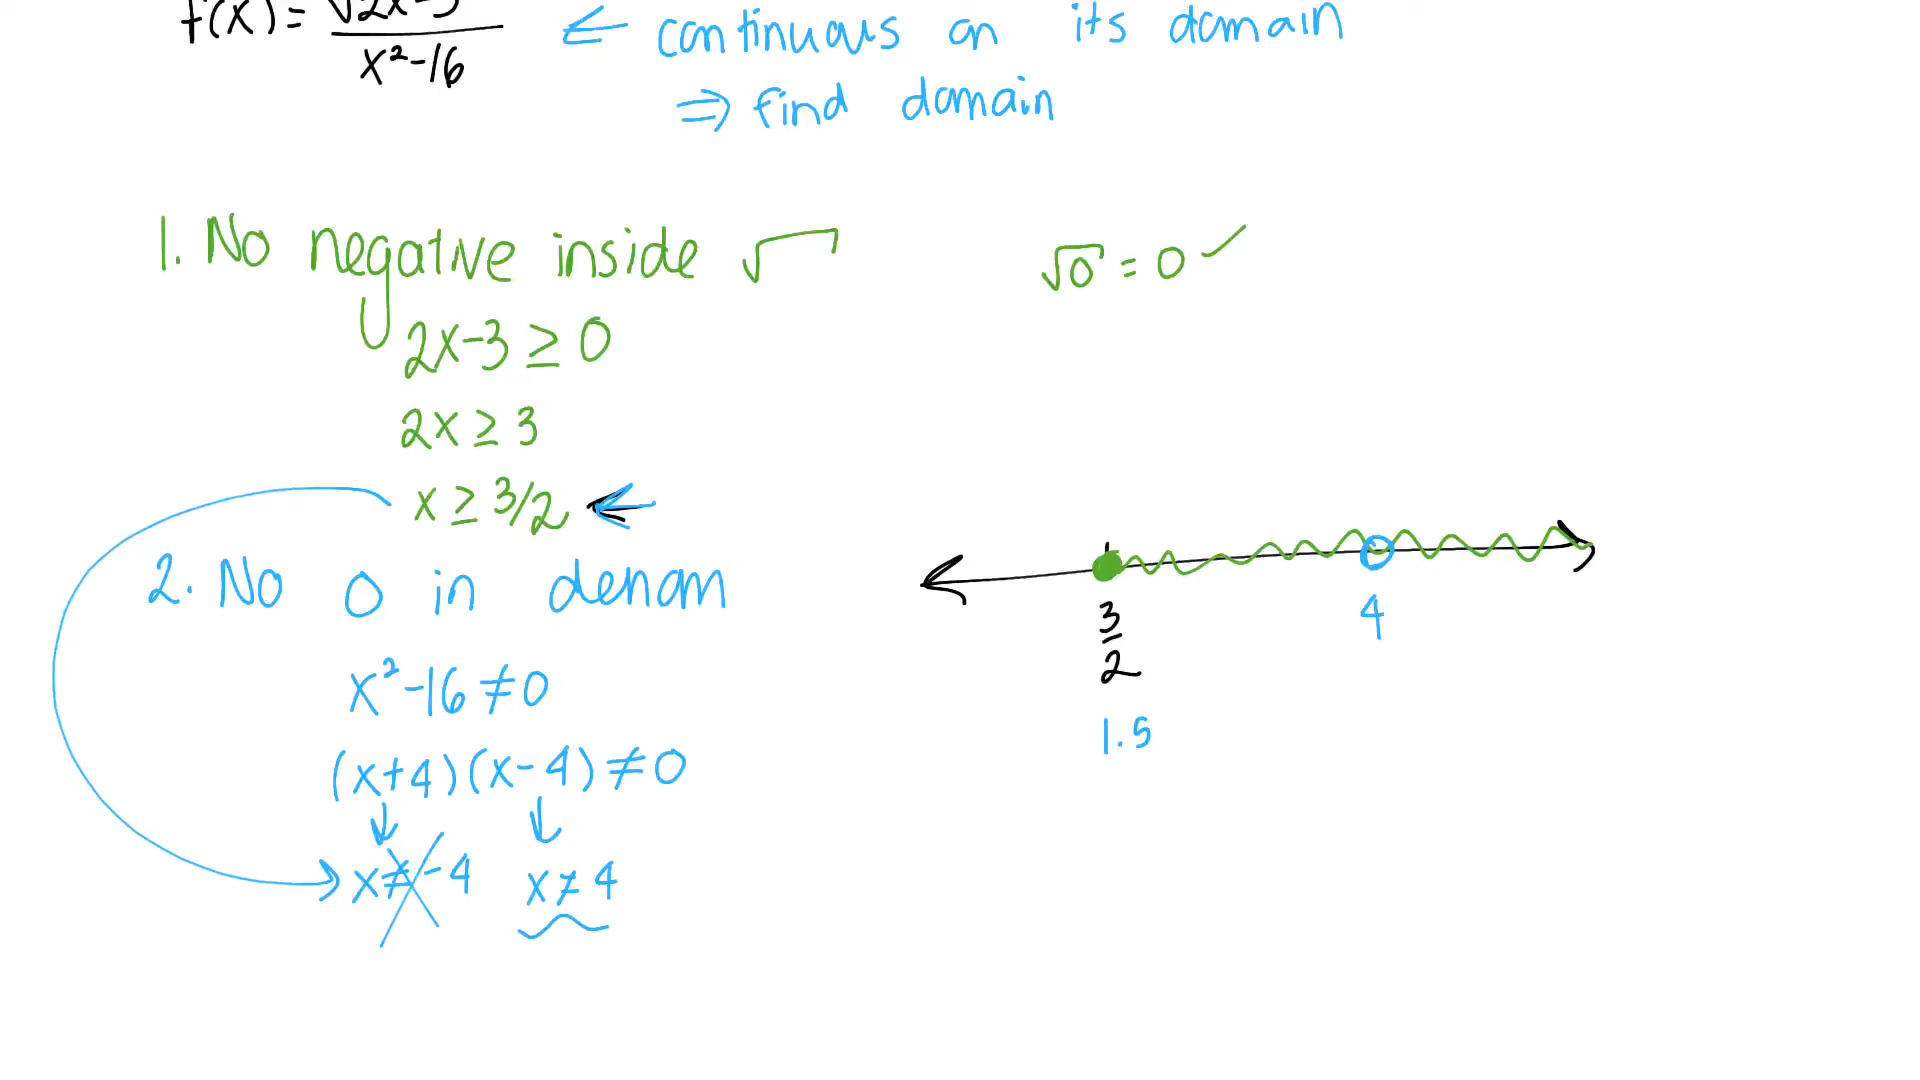 f(x) = √2x-3 / x²-16 ← continuous on its domain
⇒ find domain
1. No negative inside √
√0 = 0 ✓
2x-3 ≥ 0
2x ≥ 3
x ≥ 3/2 ←
2. No 0 in denom
x²-16 ≠ 0
(x+4)(x-4) ≠ 0
↓ ↓
x ≠ -4 x ≠ 4
3/2 4
1.5